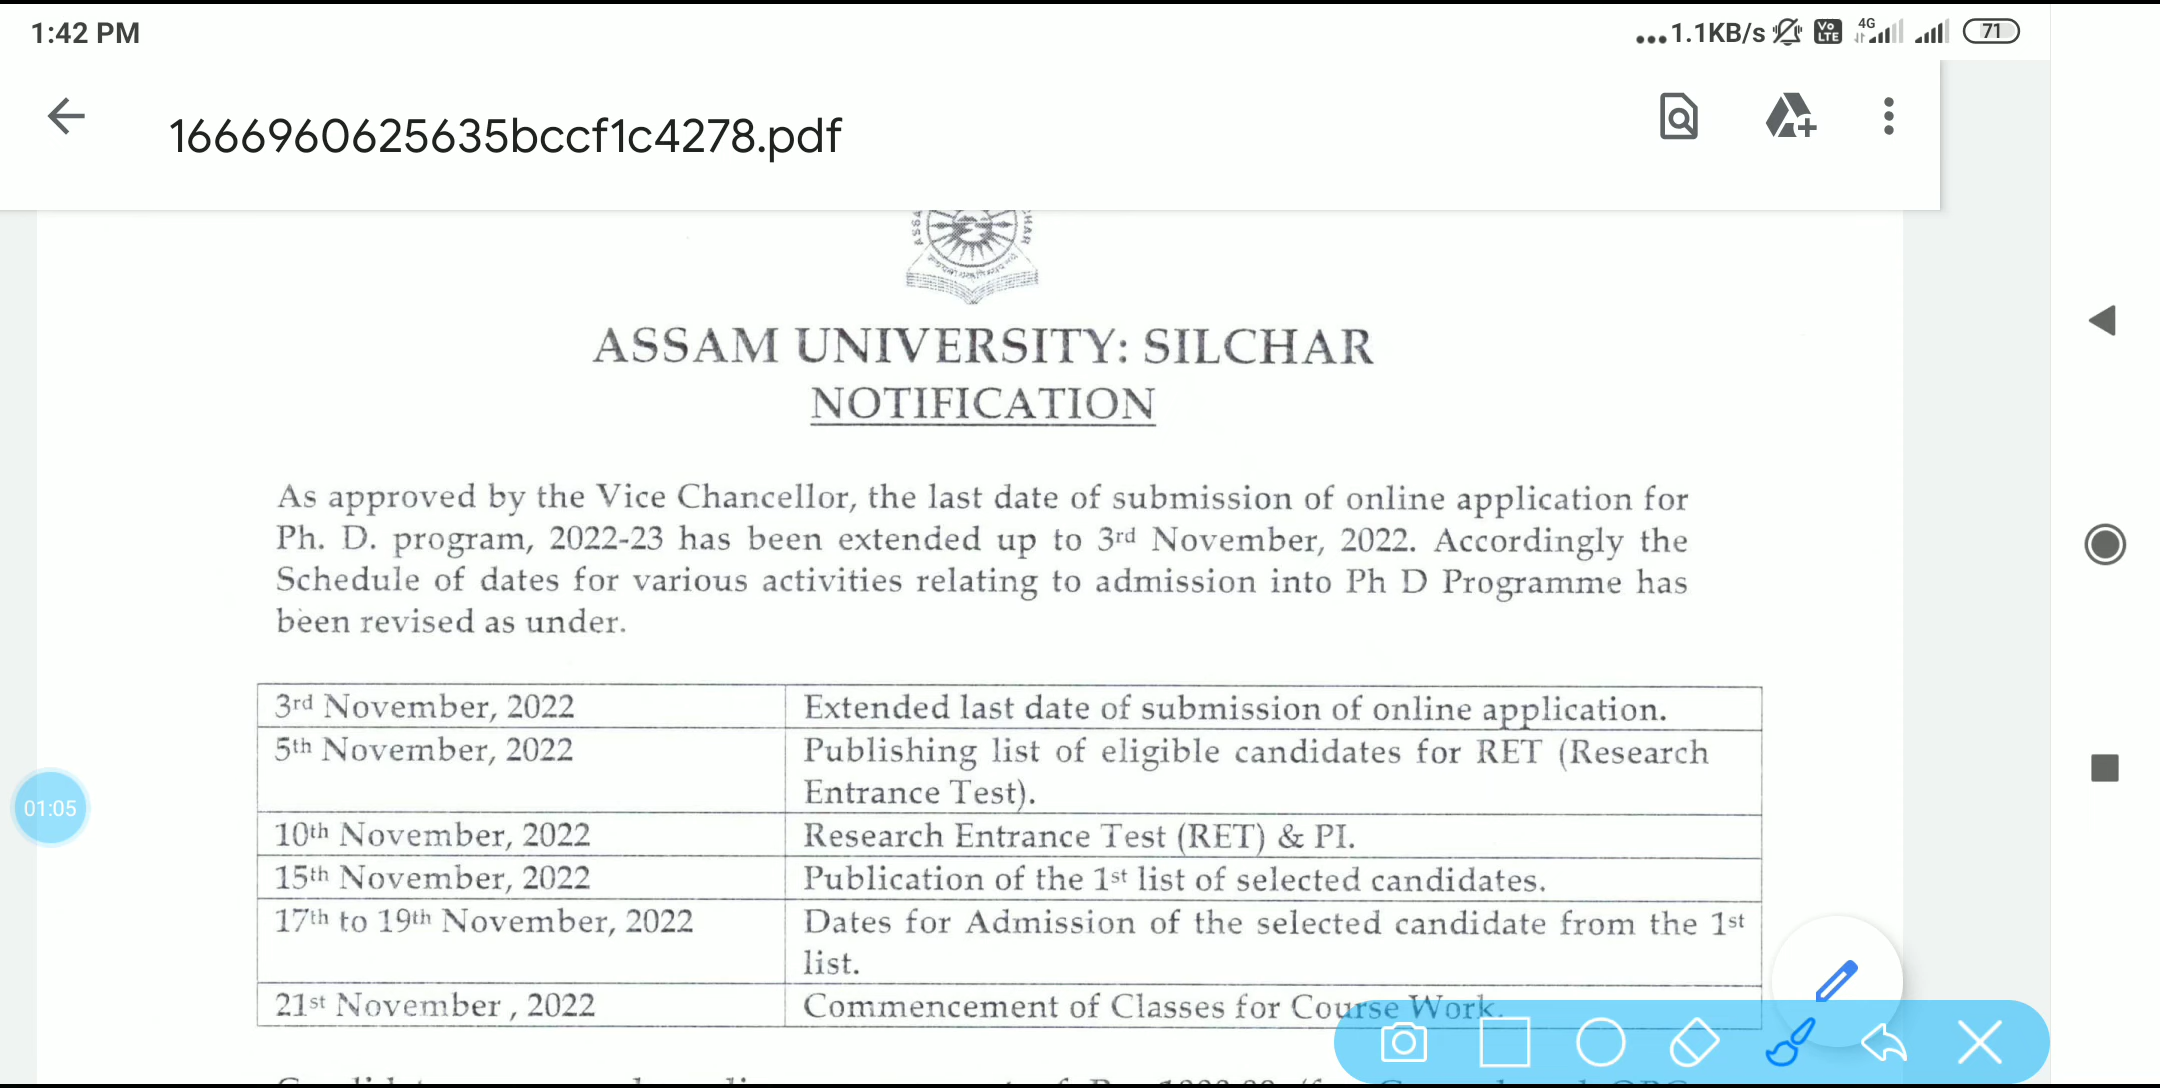 1:42 PM
...1.1KB/s Vo LTE 4G 71
1666960625635bccf1c4278.pdf
ASSAM UNIVERSITY: SILCHAR
NOTIFICATION
As approved by the Vice Chancellor, the last date of submission of online application for
Ph. D. program, 2022-23 has been extended up to 3rd November, 2022. Accordingly the
Schedule of dates for various activities relating to admission into Ph D Programme has
been revised as under.
3rd November, 2022 Extended last date of submission of online application.
5th November, 2022 Publishing list of eligible candidates for RET (Research
Entrance Test).
10th November, 2022 Research Entrance Test (RET) & PI.
15th November, 2022 Publication of the 1st list of selected candidates.
17th to 19th November, 2022 Dates for Admission of the selected candidate from the 1st
list.
21st November , 2022 Commencement of Classes for Course Work.
01:05